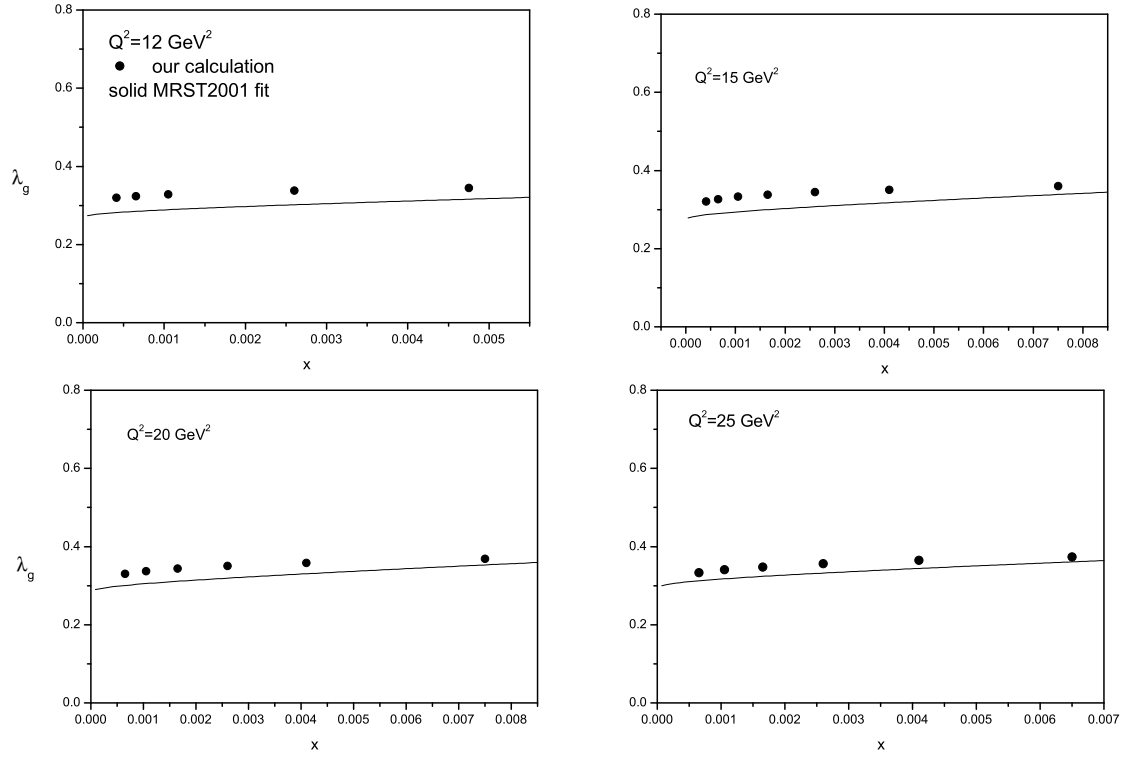 0.8
Q²=12 GeV²
● our calculation
solid MRST2001 fit
0.6
0.4
λg
0.2
0.0
0.000 0.001 0.002 0.003 0.004 0.005
x
0.8
Q²=15 GeV²
0.6
0.4
0.2
0.0
0.000 0.001 0.002 0.003 0.004 0.005 0.006 0.007 0.008
x
0.8
Q²=20 GeV²
0.6
0.4
λg
0.2
0.0
0.000 0.001 0.002 0.003 0.004 0.005 0.006 0.007 0.008
x
0.8
Q²=25 GeV²
0.6
0.4
0.2
0.0
0.000 0.001 0.002 0.003 0.004 0.005 0.006 0.007
x